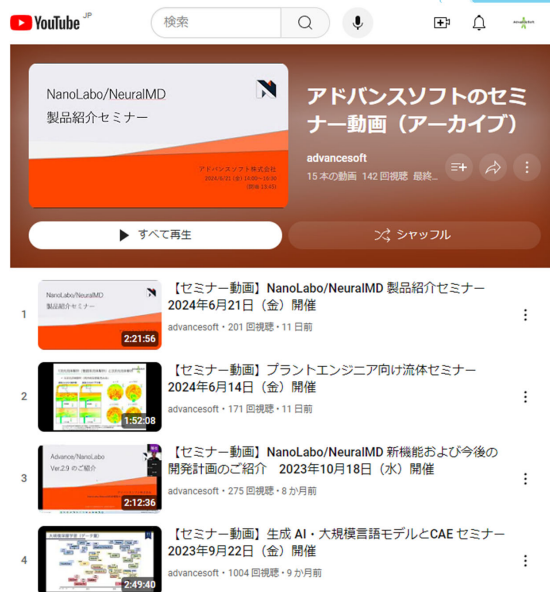 YouTube JP
検索
NanoLabo/NeuralMD
製品紹介セミナー
アドバンスソフト株式会社
アドバンスソフトのセミ
ナー動画（アーカイブ）
advancesoft
15 本の動画 142 回視聴 最終...
すべて再生
シャッフル
1
NanoLabo/NeuralMD
製品紹介セミナー
2:21:56
【セミナー動画】NanoLabo/NeuralMD 製品紹介セミナー
2024年6月21日（金）開催
advancesoft・201 回視聴・11 日前
2
1:52:08
【セミナー動画】プラントエンジニア向け流体セミナー
2024年6月14日（金）開催
advancesoft・171 回視聴・11 日前
3
Advance/NanoLabo
Ver.2.9 のご紹介
2:12:36
【セミナー動画】NanoLabo/NeuralMD 新機能および今後の
開発計画のご紹介　2023年10月18日（水）開催
advancesoft・275 回視聴・8 か月前
4
2:49:40
【セミナー動画】生成 AI・大規模言語モデルとCAE セミナー
2023年9月22日（金）開催
advancesoft・1004 回視聴・9 か月前